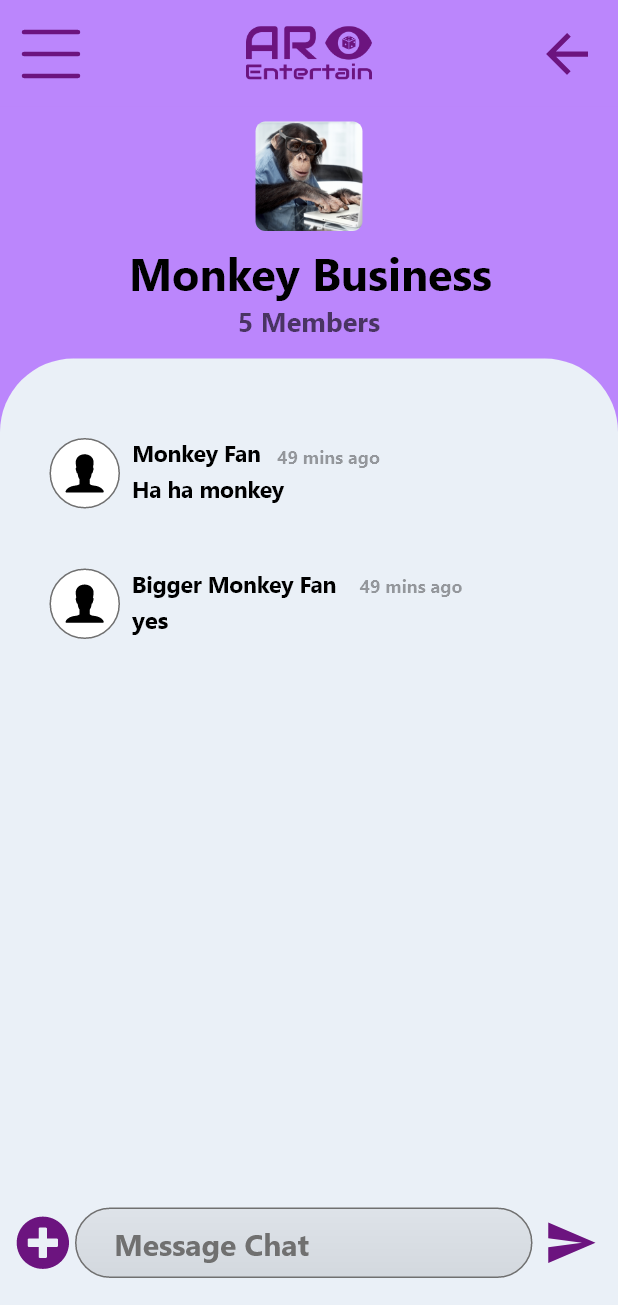 AR
Entertain
Monkey Business
5 Members
Monkey Fan 49 mins ago
Ha ha monkey
Bigger Monkey Fan 49 mins ago
yes
Message Chat